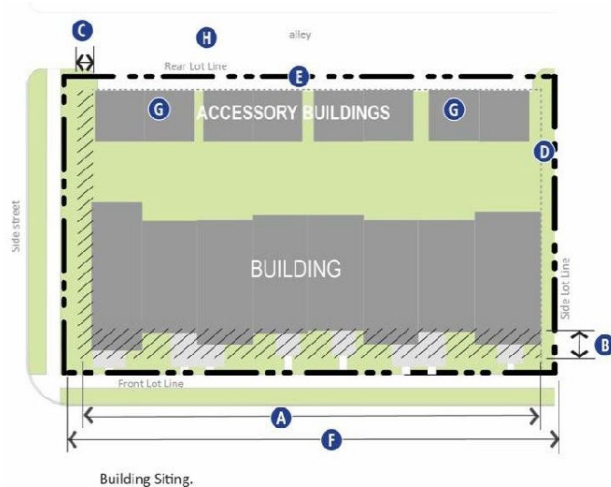 C
H
alley
Rear Lot Line
E
G
ACCESSORY BUILDINGS
G
D
Side street
BUILDING
Side Lot Line
B
Front Lot Line
A
F
Building Siting.